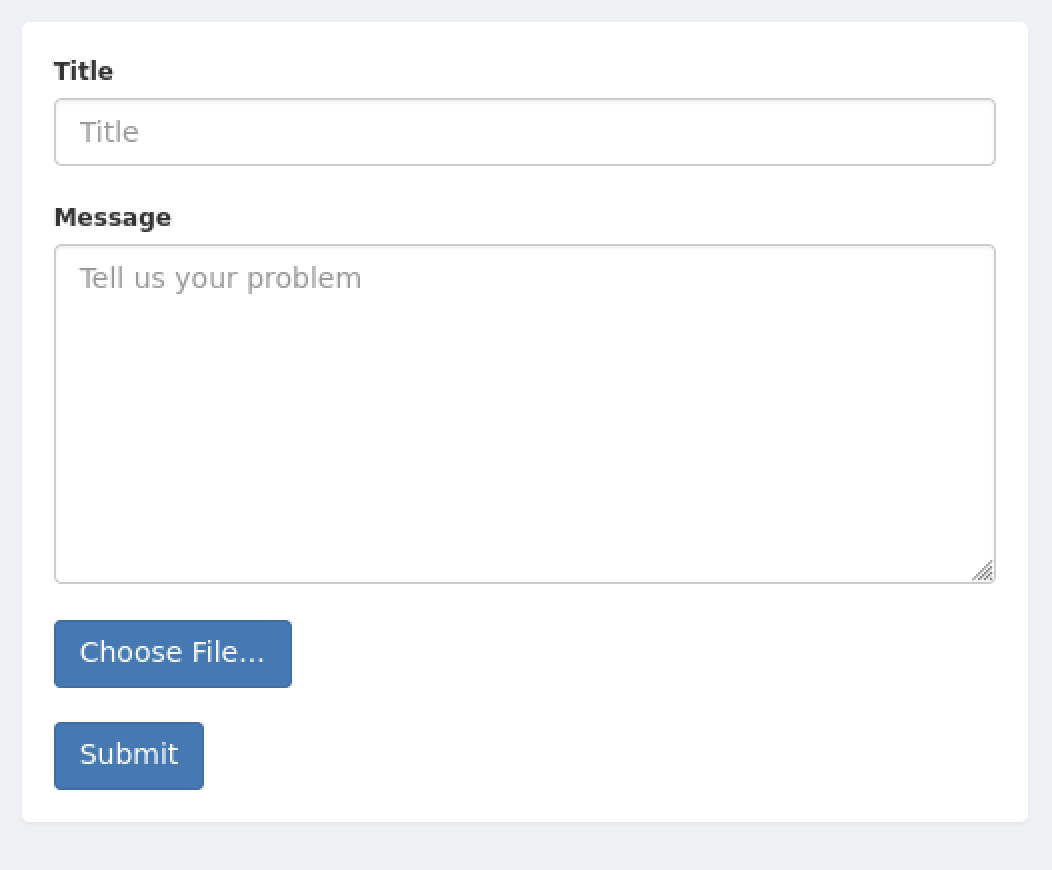 Title
Title
Message
Tell us your problem
Choose File...
Submit